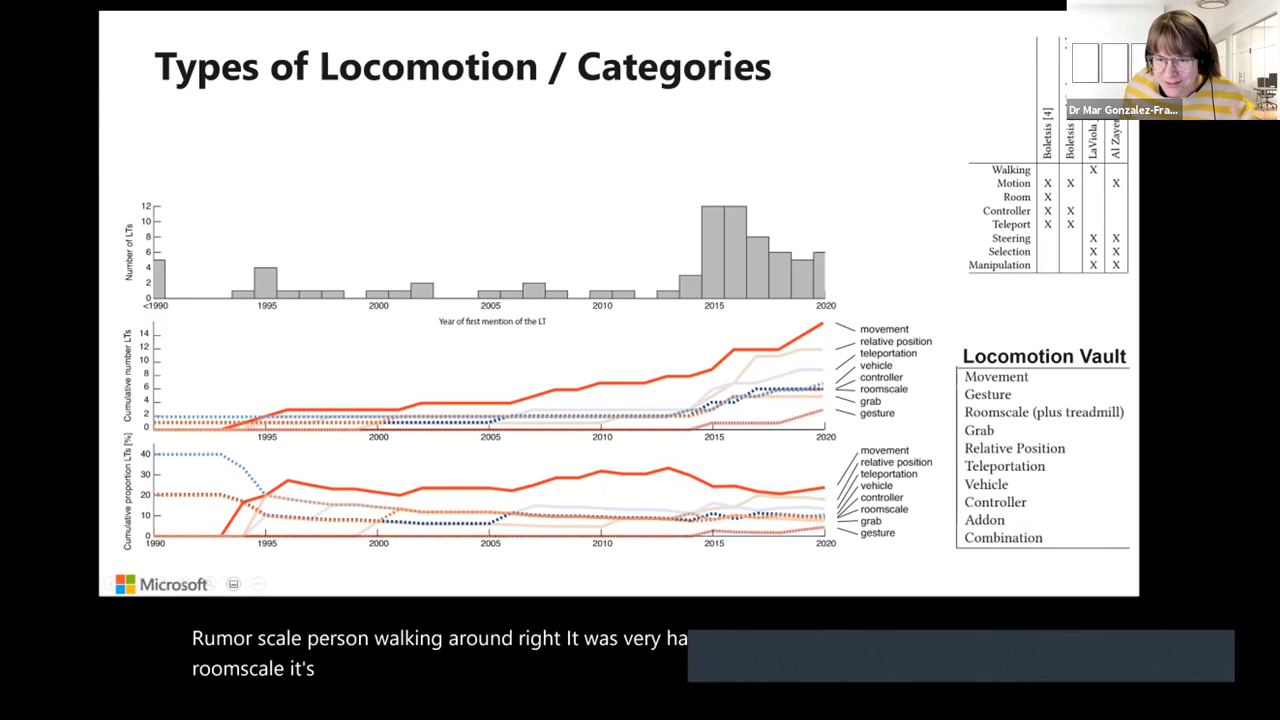 Types of Locomotion / Categories
Dr Mar Gonzalez-Fra...
Boletsis [4]
Boletsis
LaViola
Al Zayer
Walking X
Motion X X X
Room X
Controller X X
Teleport X X
Steering X X
Selection X X
Manipulation X X
Number of LTs
12
10
8
6
4
2
0
<1990 1995 2000 2005 2010 2015 2020
Year of first mention of the LT
Cumulative number LTs
14
12
10
8
6
4
2
0
1995 2000 2005 2010 2015 2020
movement
relative position
teleportation
vehicle
controller
roomscale
grab
gesture
Cumulative proportion LTs [%]
40
30
20
10
0
1990 1995 2000 2005 2010 2015 2020
movement
relative position
teleportation
vehicle
controller
roomscale
grab
gesture
Locomotion Vault
Movement
Gesture
Roomscale (plus treadmill)
Grab
Relative Position
Teleportation
Vehicle
Controller
Addon
Combination
Microsoft
Rumor scale person walking around right It was very ha
roomscale it's